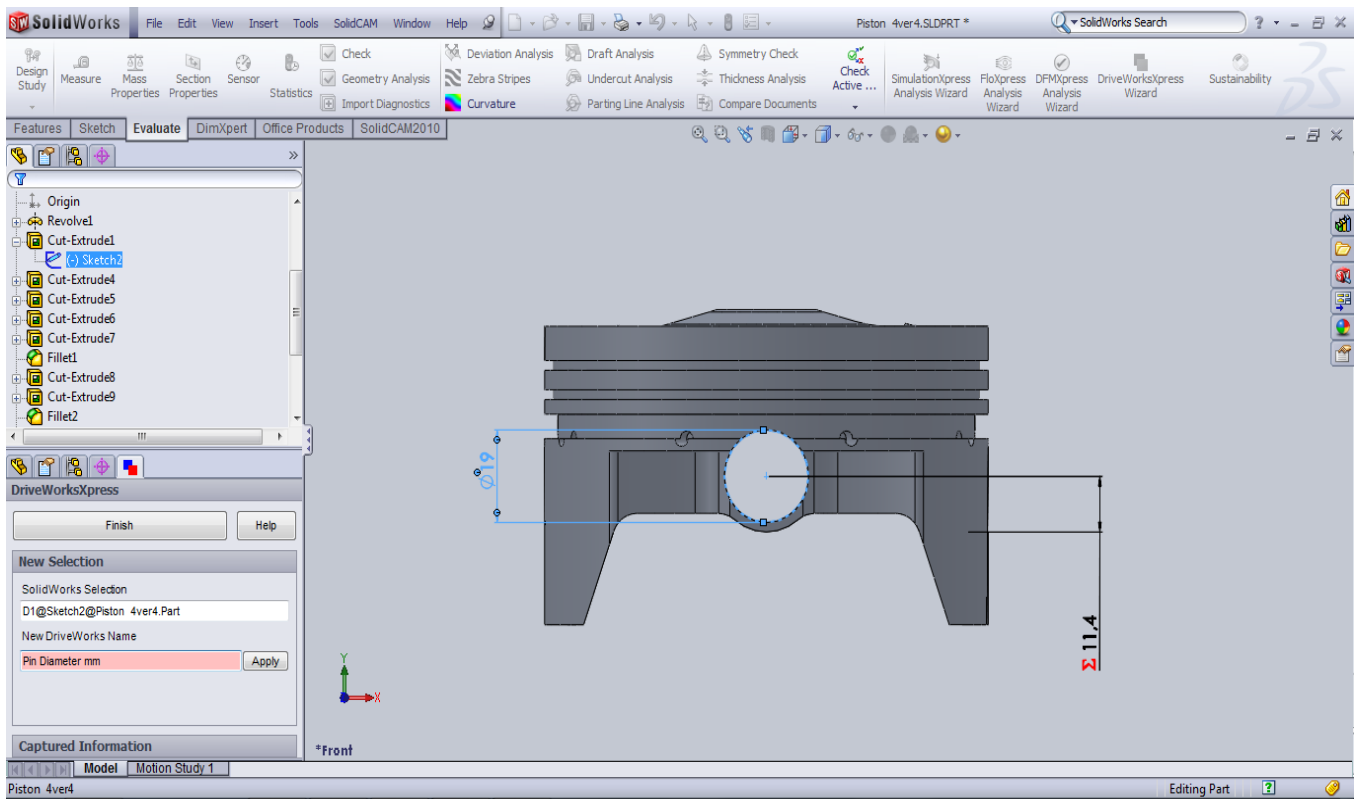 SolidWorks File Edit View Insert Tools SolidCAM Window Help Piston 4ver4.SLDPRT * SolidWorks Search ?
Design Study
Measure
Mass Properties
Section Properties
Sensor
Statistics
Check
Geometry Analysis
Import Diagnostics
Deviation Analysis
Zebra Stripes
Curvature
Draft Analysis
Undercut Analysis
Parting Line Analysis
Symmetry Check
Thickness Analysis
Compare Documents
Check Active ...
SimulationXpress Analysis Wizard
FloXpress Analysis Wizard
DFMXpress Analysis Wizard
DriveWorksXpress Wizard
Sustainability
Features Sketch Evaluate DimXpert Office Products SolidCAM2010
Origin
Revolve1
Cut-Extrude1
(-) Sketch2
Cut-Extrude4
Cut-Extrude5
Cut-Extrude6
Cut-Extrude7
Fillet1
Cut-Extrude8
Cut-Extrude9
Fillet2
DriveWorksXpress
Finish Help
New Selection
SolidWorks Selection
D1@Sketch2@Piston 4ver4.Part
New DriveWorks Name
Pin Diameter mm Apply
Captured Information
Ø19
Σ 11,4
Y
X
*Front
Model Motion Study 1
Piston 4ver4 Editing Part ?